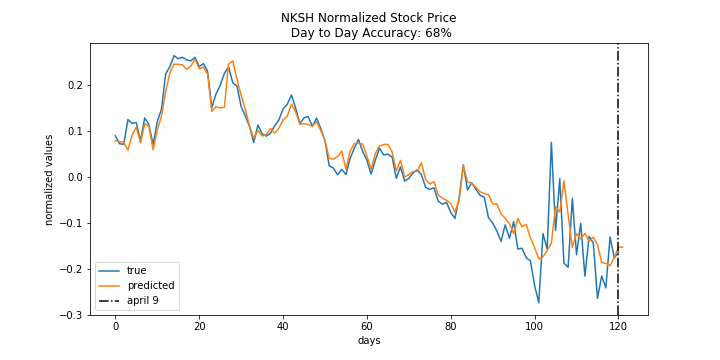 NKSH Normalized Stock Price
Day to Day Accuracy: 68%
normalized values
0.2
0.1
0.0
−0.1
−0.2
−0.3
true
predicted
april 9
0 20 40 60 80 100 120
days